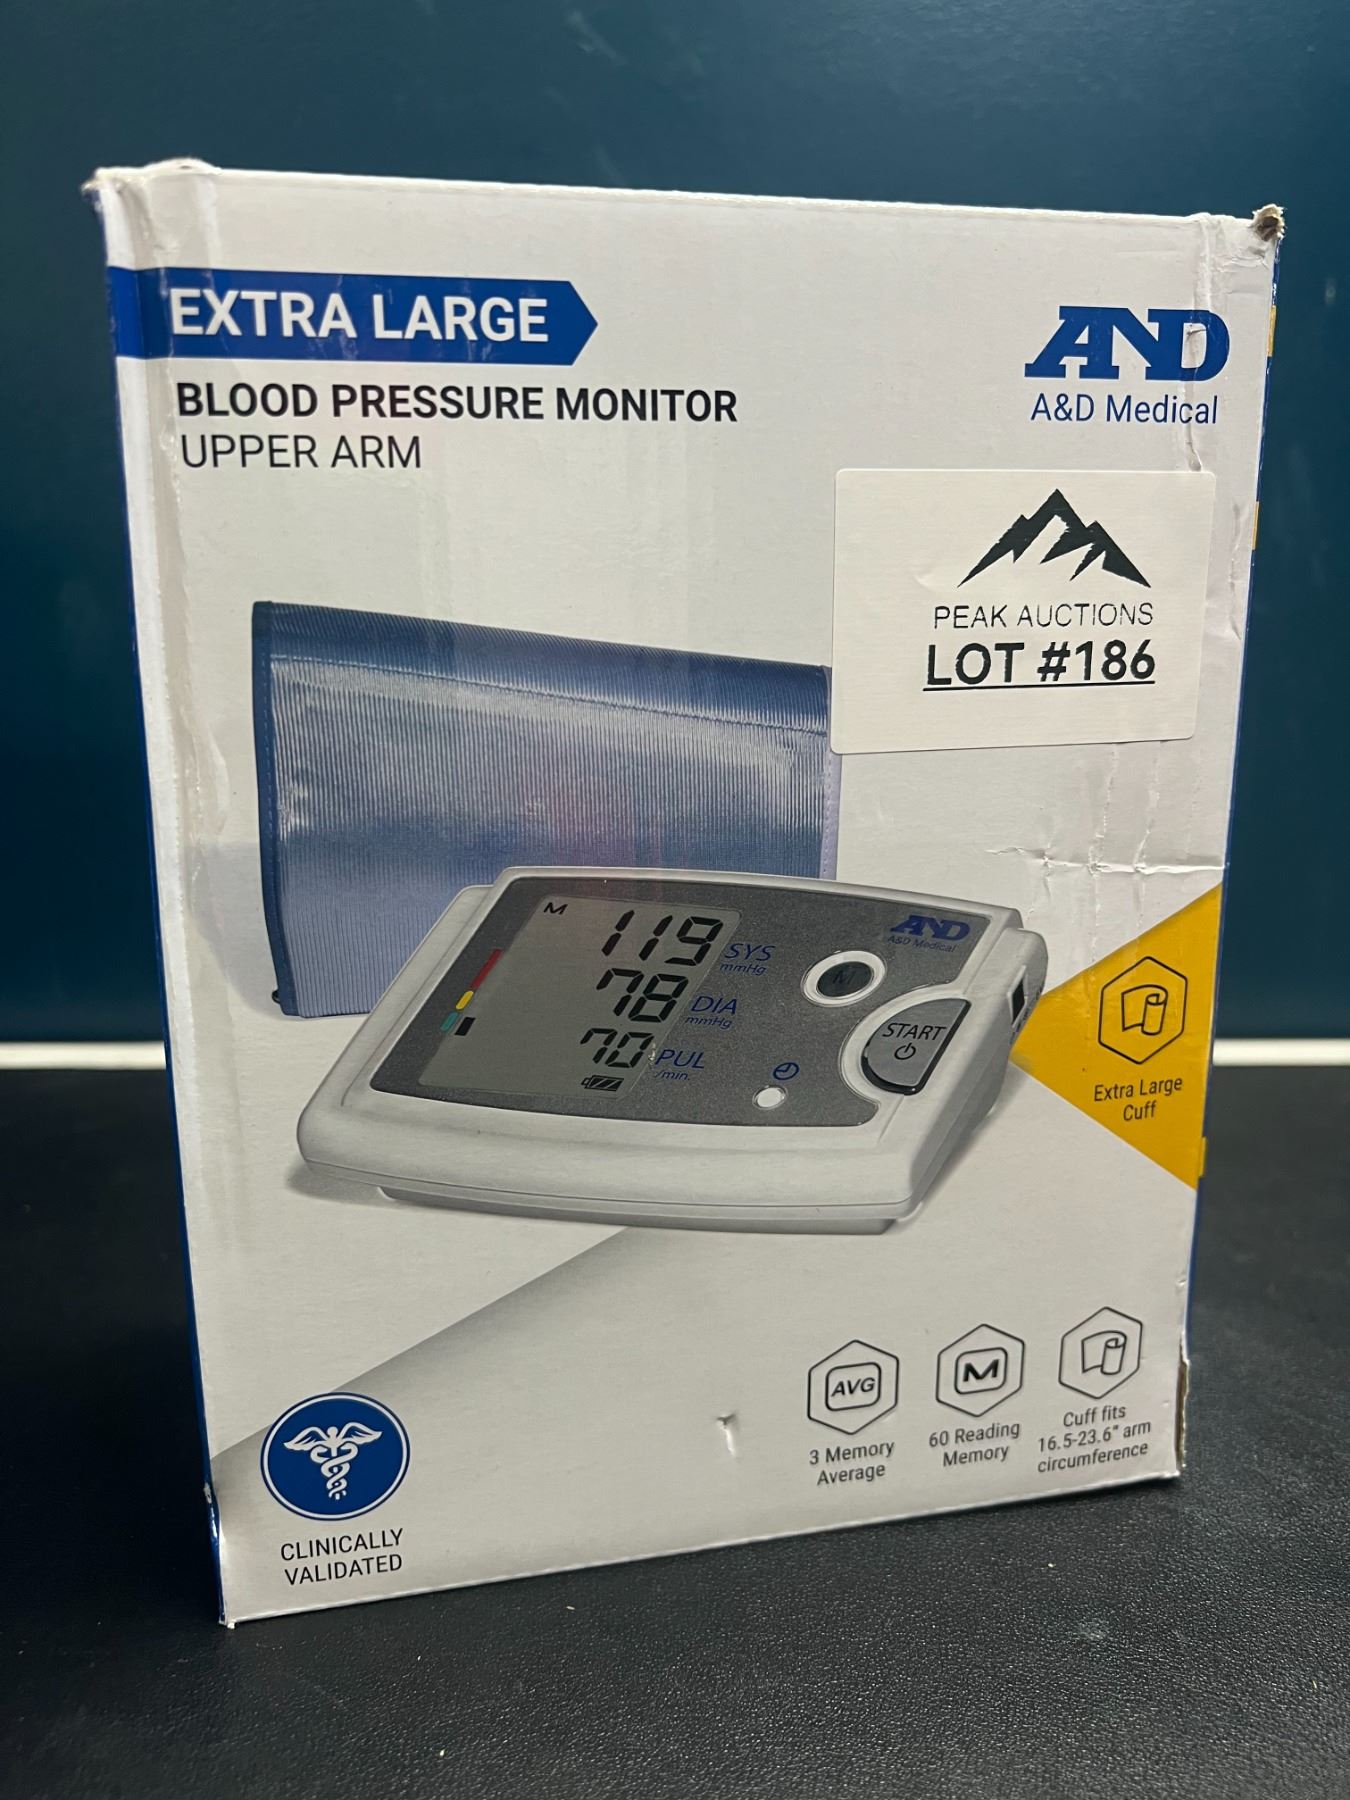 EXTRA LARGE
BLOOD PRESSURE MONITOR
UPPER ARM
AND
A&D Medical
PEAK AUCTIONS
LOT #186
M
119
SYS
mmHg
78
DIA
mmHg
70
PUL
/min.
AND
A&D Medical
M
START
Extra Large
Cuff
AVG
3 Memory
Average
M
60 Reading
Memory
Cuff fits
16.5-23.6" arm
circumference
CLINICALLY
VALIDATED